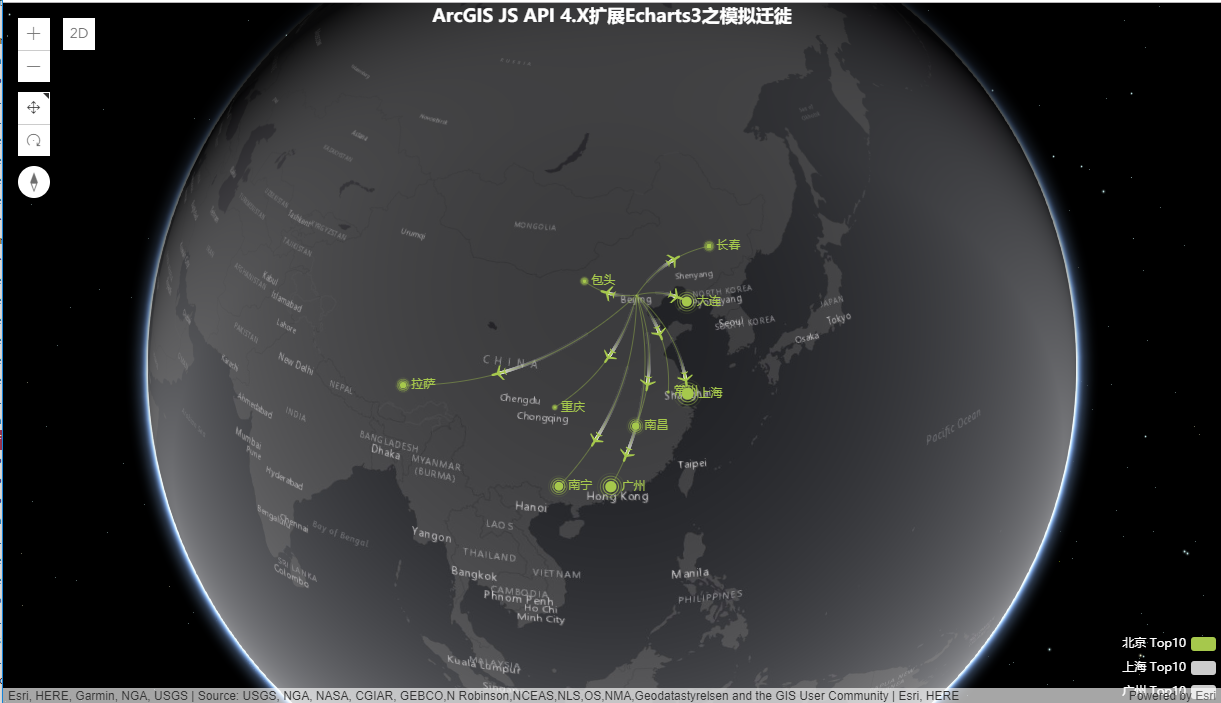 ArcGIS JS API 4.X扩展Echarts3之模拟迁徙
2D
RUSSIA
MONGOLIA
Urumqi
长春
Shenyang
包头
Beijing
NORTH KOREA
大连
Seoul
SOUTH KOREA
JAPAN
Tokyo
Osaka
Kabul
Islamabad
Lahore
New Delhi
NEPAL
CHINA
拉萨
Chengdu
重庆
Chongqing
常州
上海
南昌
PAKISTAN
Karachi
Ahmadabad
INDIA
Mumbai
Pune
Hyderabad
BANGLADESH
Dhaka
MYANMAR
(BURMA)
Taipei
南宁
广州
Hong Kong
Hanoi
Pacific Ocean
Bengaluru
Chennai
Bay of Bengal
Yangon
LAOS
THAILAND
VIETNAM
Bangkok
CAMBODIA
Phnom Penh
Ho Chi
Minh City
Manila
PHILIPPINES
SRI LANKA
Colombo
MALAYSIA
Kuala Lumpur
北京 Top10
上海 Top10
广州 Top10
Esri, HERE, Garmin, NGA, USGS | Source: USGS, NGA, NASA, CGIAR, GEBCO,N Robinson,NCEAS,NLS,OS,NMA,Geodatastyrelsen and the GIS User Community | Esri, HERE
Powered by Esri